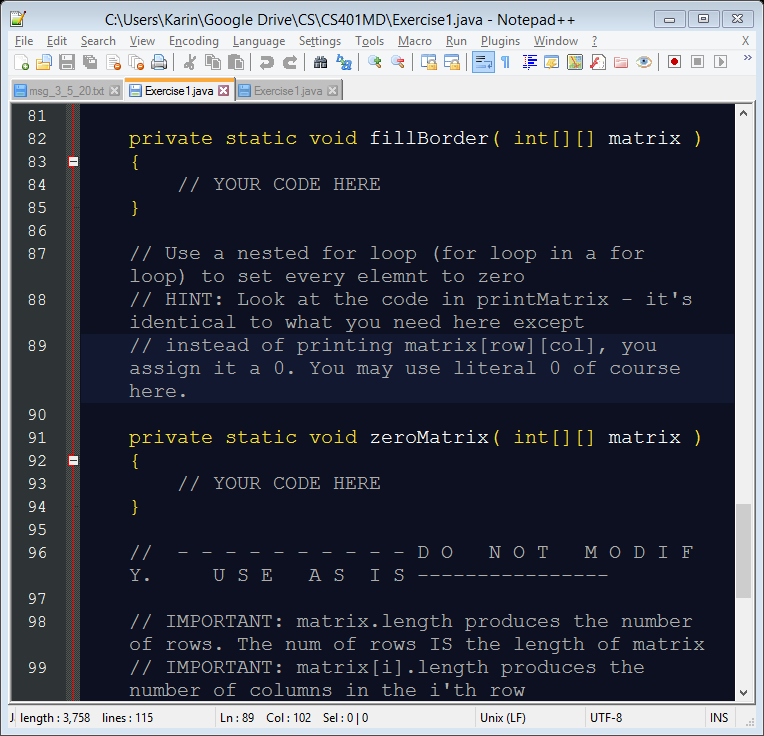 C:\Users\Karin\Google Drive\CS\CS401MD\Exercise1.java - Notepad++
File Edit Search View Encoding Language Settings Tools Macro Run Plugins Window ? X
msg_3_5_20.txt Exercise1.java Exercise1.java
81
82 private static void fillBorder( int[][] matrix )
83 {
84 // YOUR CODE HERE
85 }
86
87 // Use a nested for loop (for loop in a for
loop) to set every elemnt to zero
88 // HINT: Look at the code in printMatrix - it's
identical to what you need here except
89 // instead of printing matrix[row][col], you
assign it a 0. You may use literal 0 of course
here.
90
91 private static void zeroMatrix( int[][] matrix )
92 {
93 // YOUR CODE HERE
94 }
95
96 // - - - - - - - - - - D O N O T M O D I F
Y. U S E A S I S ----------------
97
98 // IMPORTANT: matrix.length produces the number
of rows. The num of rows IS the length of matrix
99 // IMPORTANT: matrix[i].length produces the
number of columns in the i'th row
J length : 3,758 lines : 115 Ln : 89 Col : 102 Sel : 0 | 0 Unix (LF) UTF-8 INS